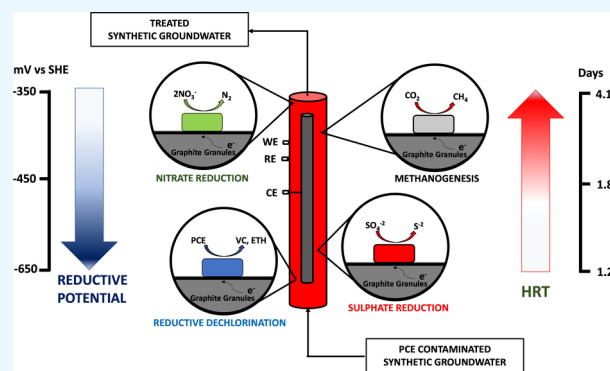 TREATED
SYNTHETIC GROUNDWATER
mV vs SHE
-350
-450
-650
REDUCTIVE
POTENTIAL
2NO₃⁻ N₂
e⁻
Graphite Granules
NITRATE REDUCTION
CO₂ CH₄
e⁻
Graphite Granules
METHANOGENESIS
WE
RE
CE
PCE VC, ETH
e⁻
Graphite Granules
REDUCTIVE DECHLORINATION
SO₄⁻² S⁻²
e⁻
Graphite Granules
SULPHATE REDUCTION
Days
4.1
1.8
1.2
HRT
PCE CONTAMINATED
SYNTHETIC GROUNDWATER